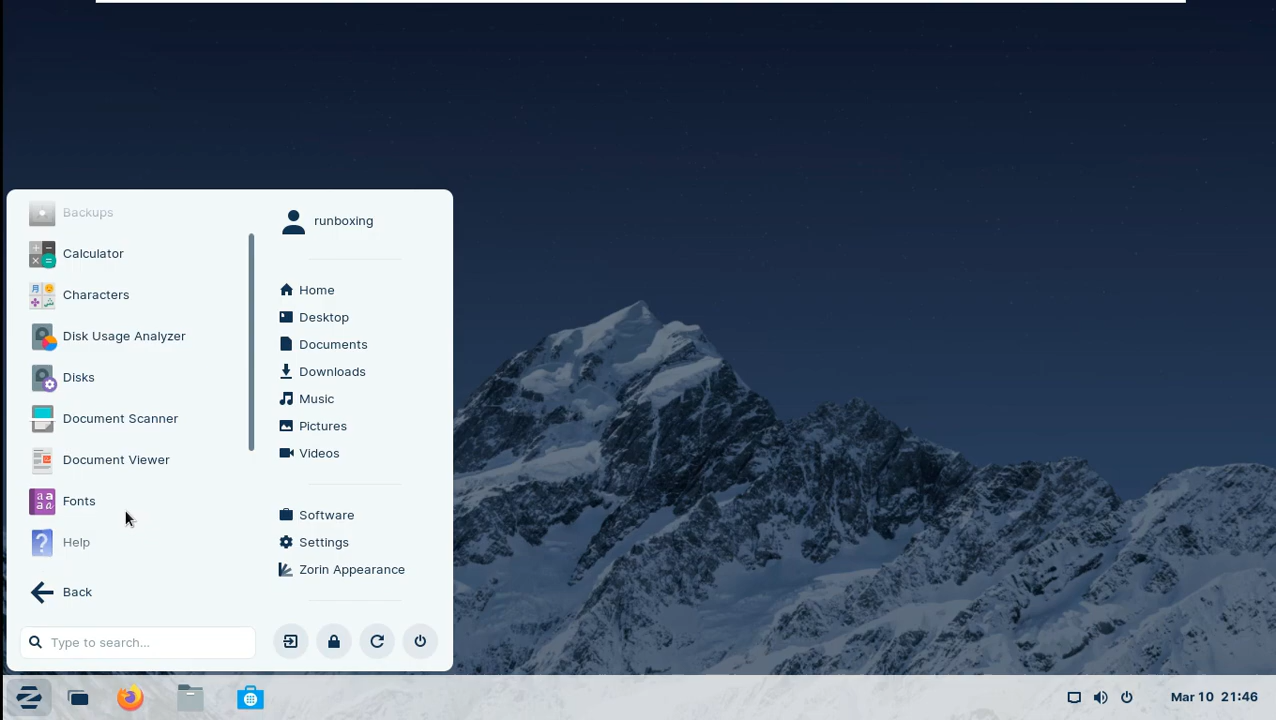 Backups
Calculator
Characters
Disk Usage Analyzer
Disks
Document Scanner
Document Viewer
Fonts
Help
Back
Type to search...
runboxing
Home
Desktop
Documents
Downloads
Music
Pictures
Videos
Software
Settings
Zorin Appearance
Mar 10 21:46